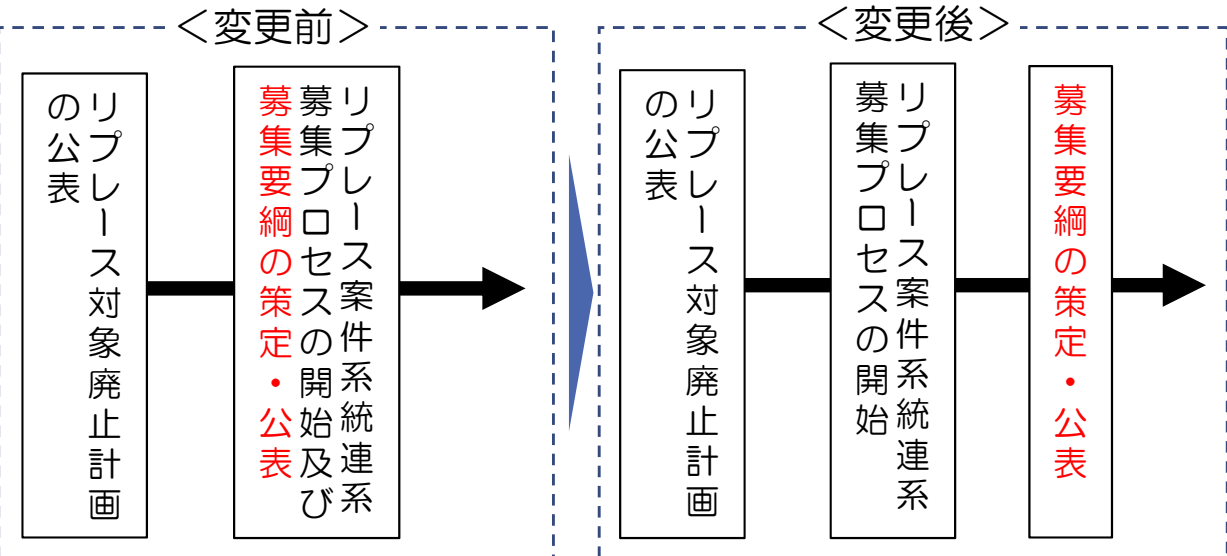 ＜変更前＞
リプレース対象廃止計画
の公表
リプレース案件系統連系
募集プロセスの開始及び
募集要綱の策定・公表
＜変更後＞
リプレース対象廃止計画
の公表
リプレース案件系統連系
募集プロセスの開始
募集要綱の策定・公表